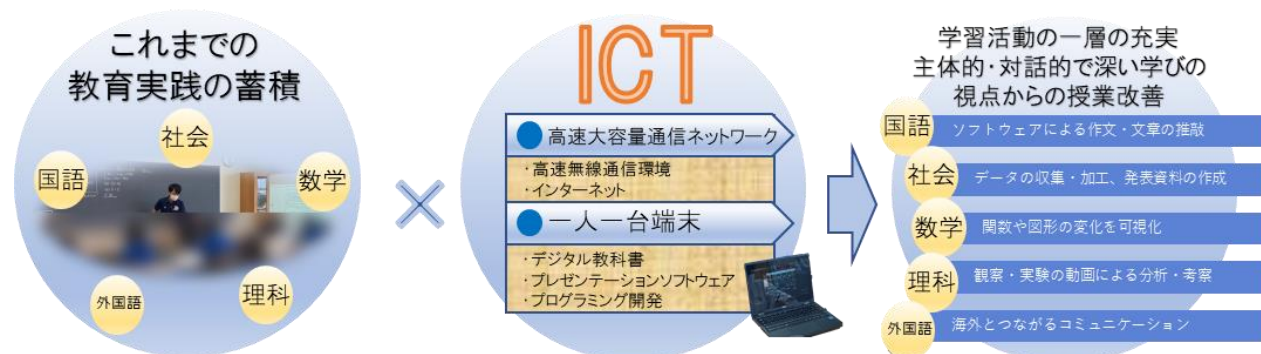 これまでの
教育実践の蓄積
社会
国語
数学
外国語
理科
×
ICT
高速大容量通信ネットワーク
・高速無線通信環境
・インターネット
一人一台端末
・デジタル教科書
・プレゼンテーションソフトウェア
・プログラミング開発
学習活動の一層の充実
主体的・対話的で深い学びの
視点からの授業改善
国語 ソフトウェアによる作文・文章の推敲
社会 データの収集・加工、発表資料の作成
数学 関数や図形の変化を可視化
理科 観察・実験の動画による分析・考察
外国語 海外とつながるコミュニケーション